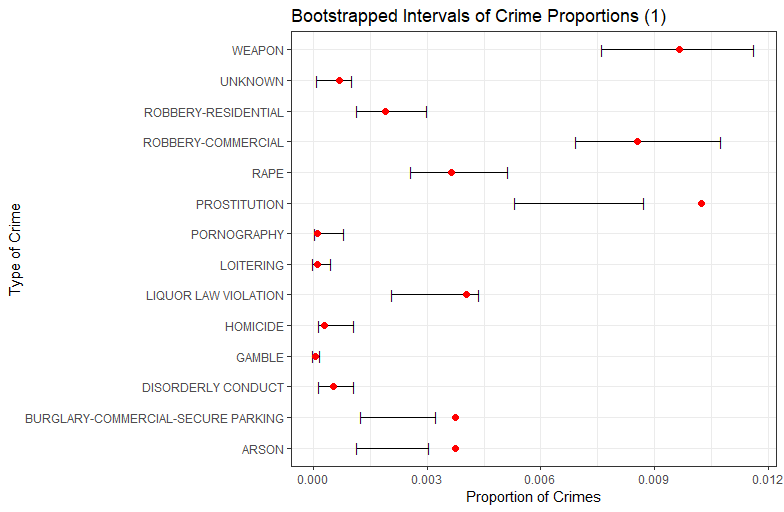 Bootstrapped Intervals of Crime Proportions (1)
Type of Crime
WEAPON
UNKNOWN
ROBBERY-RESIDENTIAL
ROBBERY-COMMERCIAL
RAPE
PROSTITUTION
PORNOGRAPHY
LOITERING
LIQUOR LAW VIOLATION
HOMICIDE
GAMBLE
DISORDERLY CONDUCT
BURGLARY-COMMERCIAL-SECURE PARKING
ARSON
0.000 0.003 0.006 0.009 0.012
Proportion of Crimes